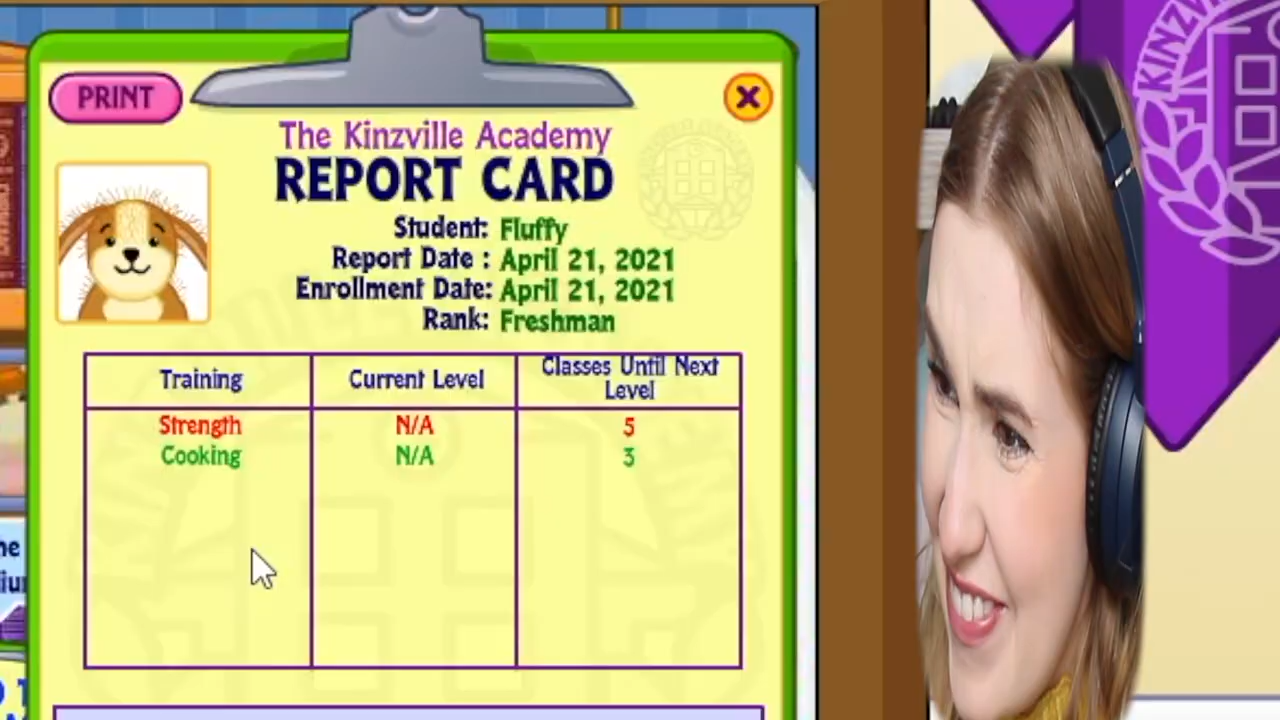 PRINT
The Kinzville Academy
REPORT CARD
Student: Fluffy
Report Date : April 21, 2021
Enrollment Date: April 21, 2021
Rank: Freshman
Training Current Level Classes Until Next Level
Strength N/A 5
Cooking N/A 3
KINZV